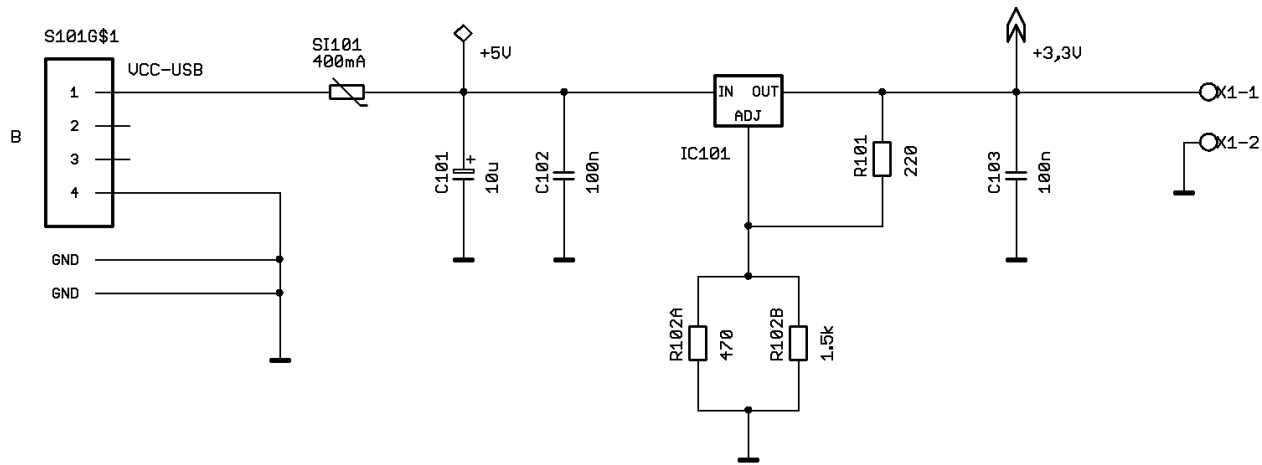 S101G$1
VCC-USB
B
1
2
3
4
GND
GND
SI101
400mA
+5V
C101
+
10u
C102
100n
IN OUT
ADJ
IC101
R101
220
+3,3V
C103
100n
X1-1
X1-2
R102A
470
R102B
1.5k